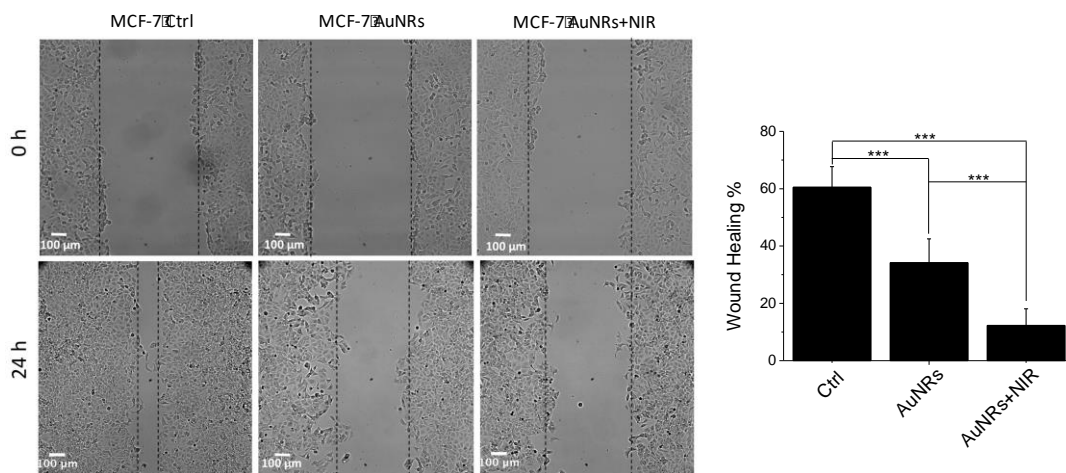 MCF-7 Ctrl
MCF-7 AuNRs
MCF-7 AuNRs+NIR
0 h
100 µm
100 µm
100 µm
24 h
100 µm
100 µm
100 µm
Wound Healing %
80
60
40
20
0
***
***
***
Ctrl
AuNRs
AuNRs+NIR